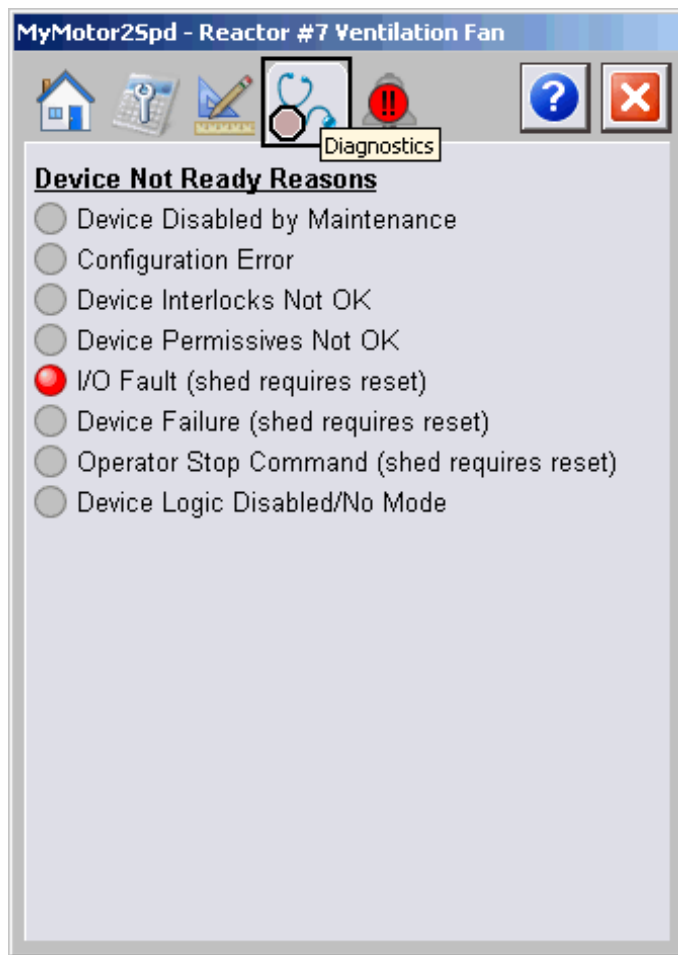 MyMotor2Spd - Reactor #7 Ventilation Fan
?
!!
Diagnostics
Device Not Ready Reasons
Device Disabled by Maintenance
Configuration Error
Device Interlocks Not OK
Device Permissives Not OK
I/O Fault (shed requires reset)
Device Failure (shed requires reset)
Operator Stop Command (shed requires reset)
Device Logic Disabled/No Mode